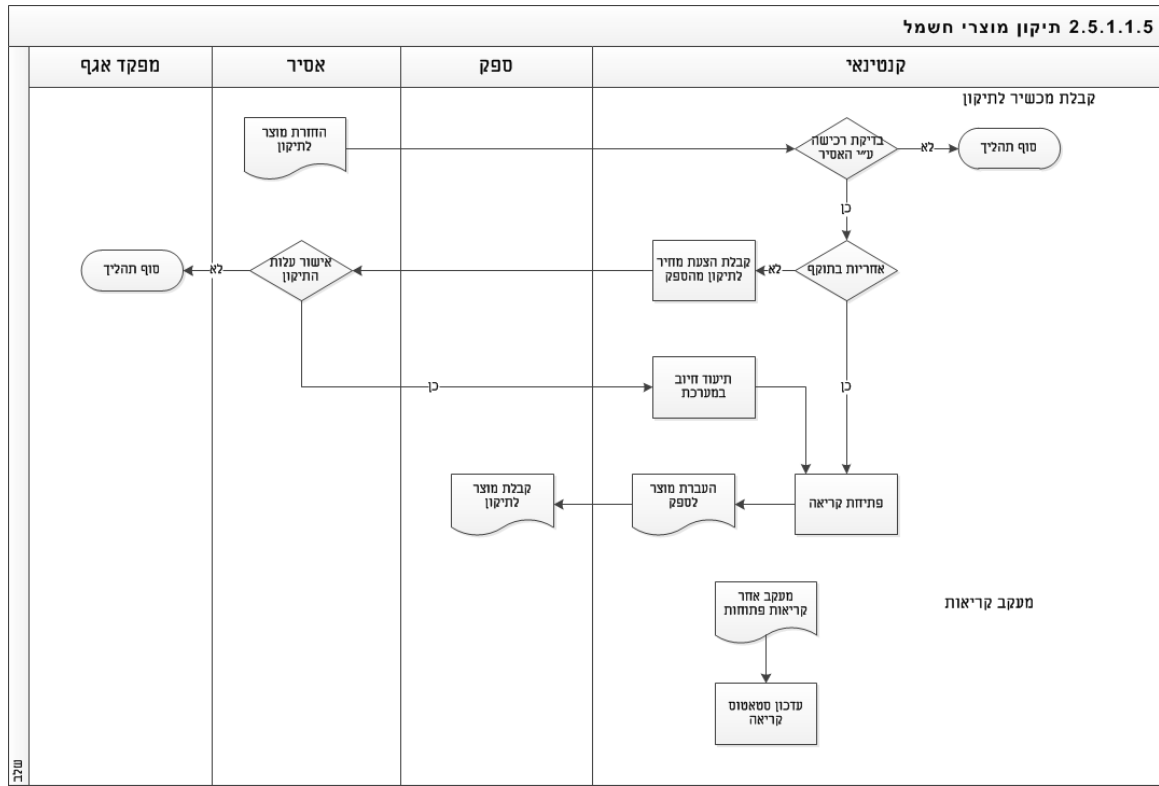 2.5.1.1.5 תיקון מוצרי חשמל
קנטינאי
ספק
אסיר
מפקד אגף
קבלת מכשיר לתיקון
החזרת מוצר
לתיקון
בדיקת רכישה
ע״י האסיר
לא
סוף תהליך
כן
אחריות בתוקף
לא
קבלת הצעת מחיר
לתיקון מהספק
אישור עלות
התיקון
לא
סוף תהליך
כן
תיעוד חיוב
במערכת
כן
פתיחת קריאה
העברת מוצר
לספק
קבלת מוצר
לתיקון
מעקב קריאות
מעקב אחר
קריאות פתוחות
עדכון סטאטוס
קריאה
שלב